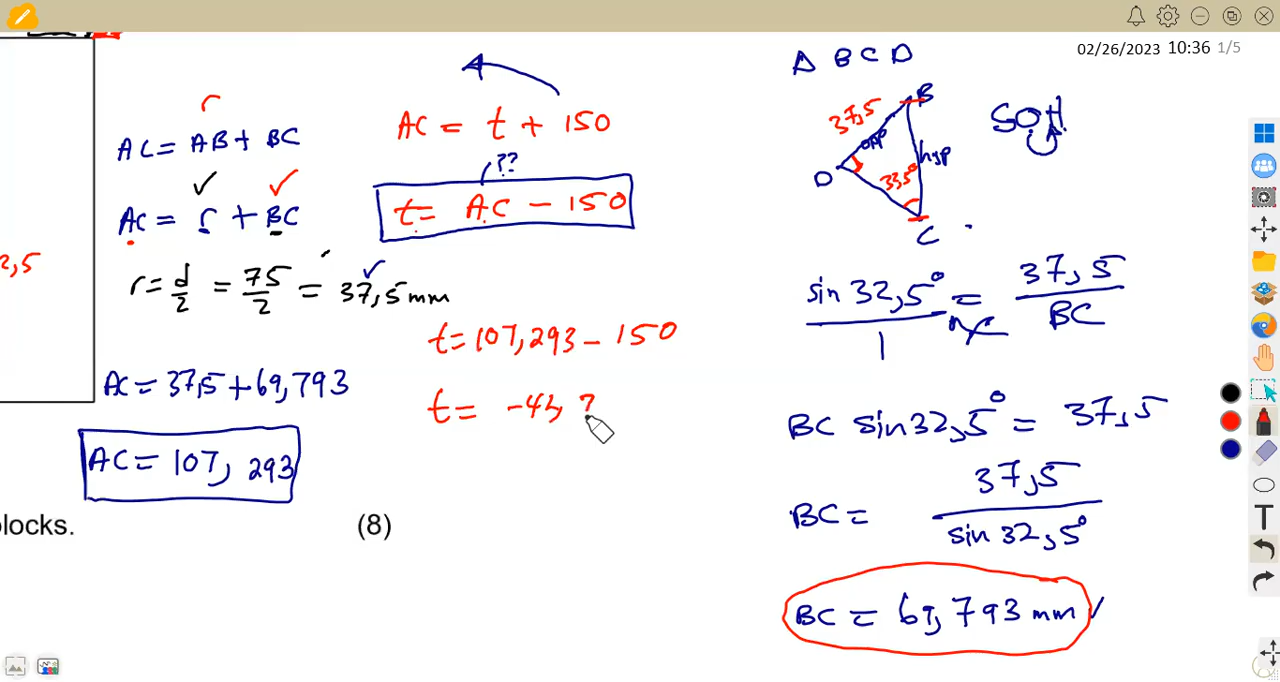 02/26/2023 10:36 1/5
A B C D
r
AC = AB + BC
AC = r + BC
r = d/2 = 75/2 = 37,5 mm
2,5
AC = 37,5 + 69,793
AC = 107, 293
AC = t + 150
??
t = AC - 150
t = 107,293 - 150
t = -43,
B
37,5
opp
hyp
D
33,5°
C
SOH
sin 32,5° / 1 = 37,5 / BC
BC sin 32,5° = 37,5
BC = 37,5 / sin 32,5°
BC = 69,793 mm
locks. (8)
T